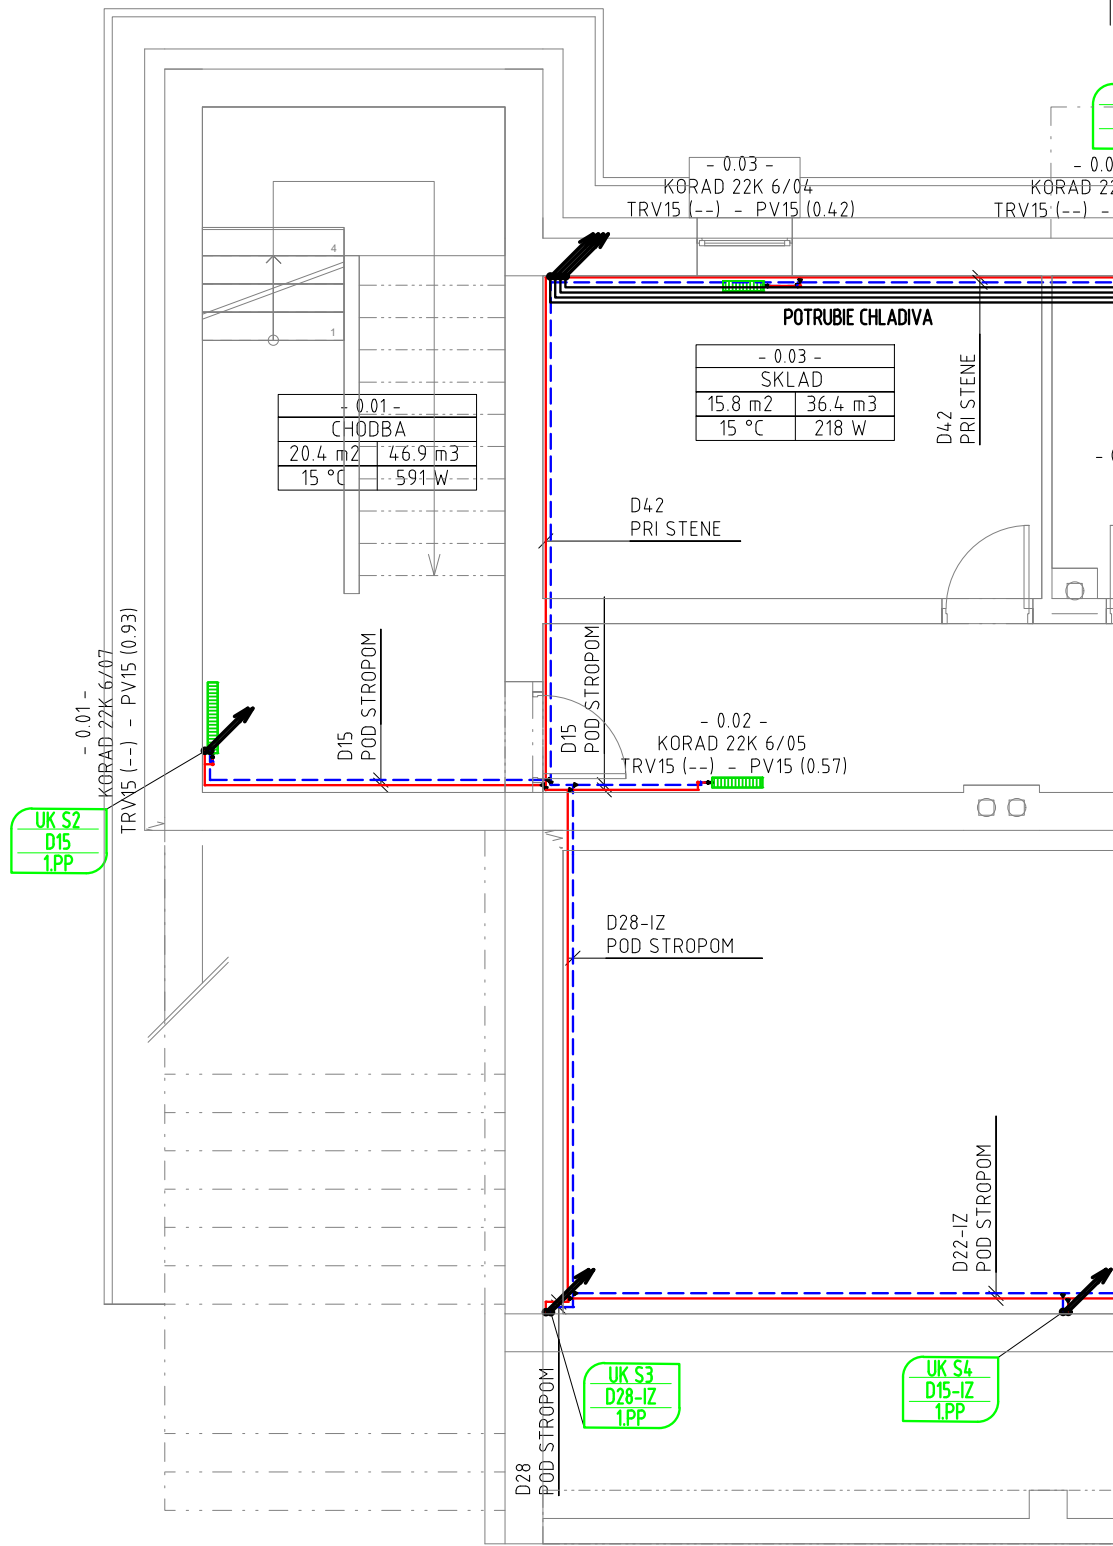 - 0.03 -
KORAD 22K 6/04
TRV15 (--) - PV15 (0.42)
- 0.0
KORAD 22
TRV15 (--) -
4
1
POTRUBIE CHLADIVA
- 0.03 -
SKLAD
15.8 m2 36.4 m3
15 °C 218 W
D42
PRI STENE
- 0.01 -
CHODBA
20.4 m2 46.9 m3
15 °C 591 W
D42
PRI STENE
- 0.01 -
KORAD 22K 6/07
TRV15 (--) - PV15 (0.93)
D15
POD STROPOM
D15
POD STROPOM
- 0.02 -
KORAD 22K 6/05
TRV15 (--) - PV15 (0.57)
UK S2
D15
1.PP
D28-IZ
POD STROPOM
D22-IZ
POD STROPOM
UK S3
D28-IZ
1.PP
UK S4
D15-IZ
1.PP
D28
POD STROPOM